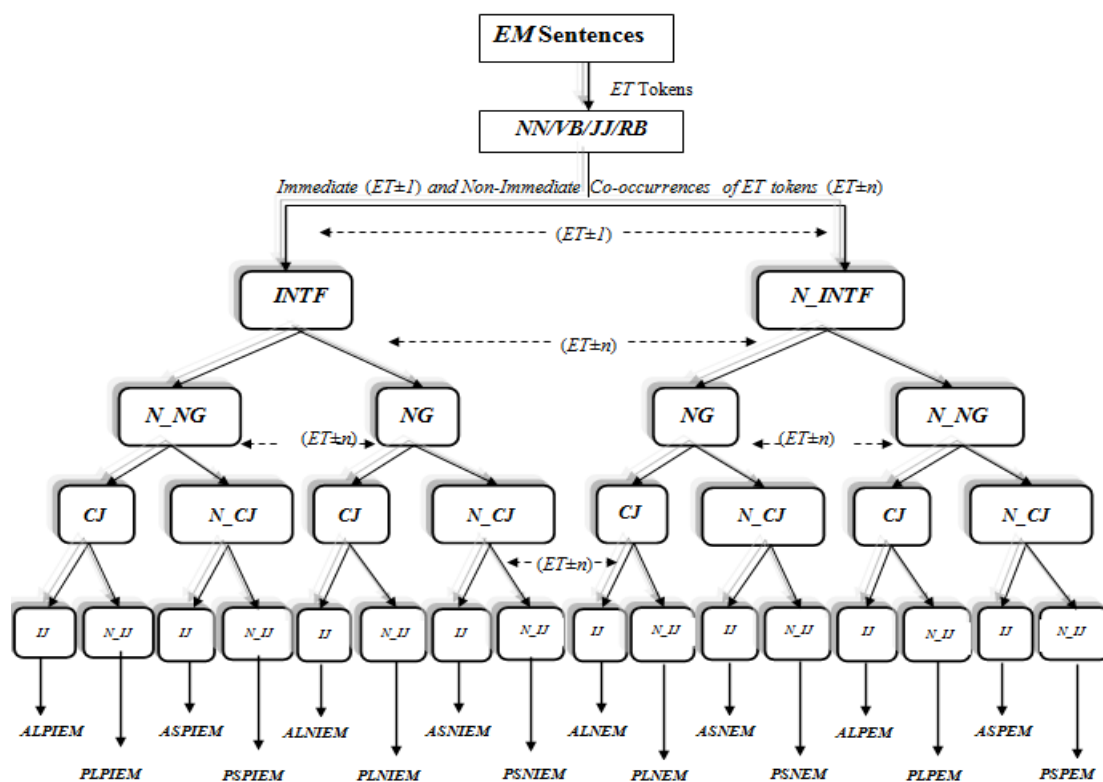 EM Sentences
ET Tokens
NN/VB/JJ/RB
Immediate (ET±1) and Non-Immediate Co-occurrences of ET tokens (ET±n)
(ET±1)
INTF N_INTF
(ET±n)
N_NG NG NG N_NG
(ET±n) (ET±n)
CJ N_CJ CJ N_CJ CJ N_CJ CJ N_CJ
(ET±n)
IJ N_IJ IJ N_IJ IJ N_IJ IJ N_IJ IJ N_IJ IJ N_IJ IJ N_IJ IJ N_IJ
ALPIEM ASPIEM ALNIEM ASNIEM ALNEM ASNEM ALPEM ASPEM
PLPIEM PSPIEM PLNIEM PSNIEM PLNEM PSNEM PLPEM PSPEM